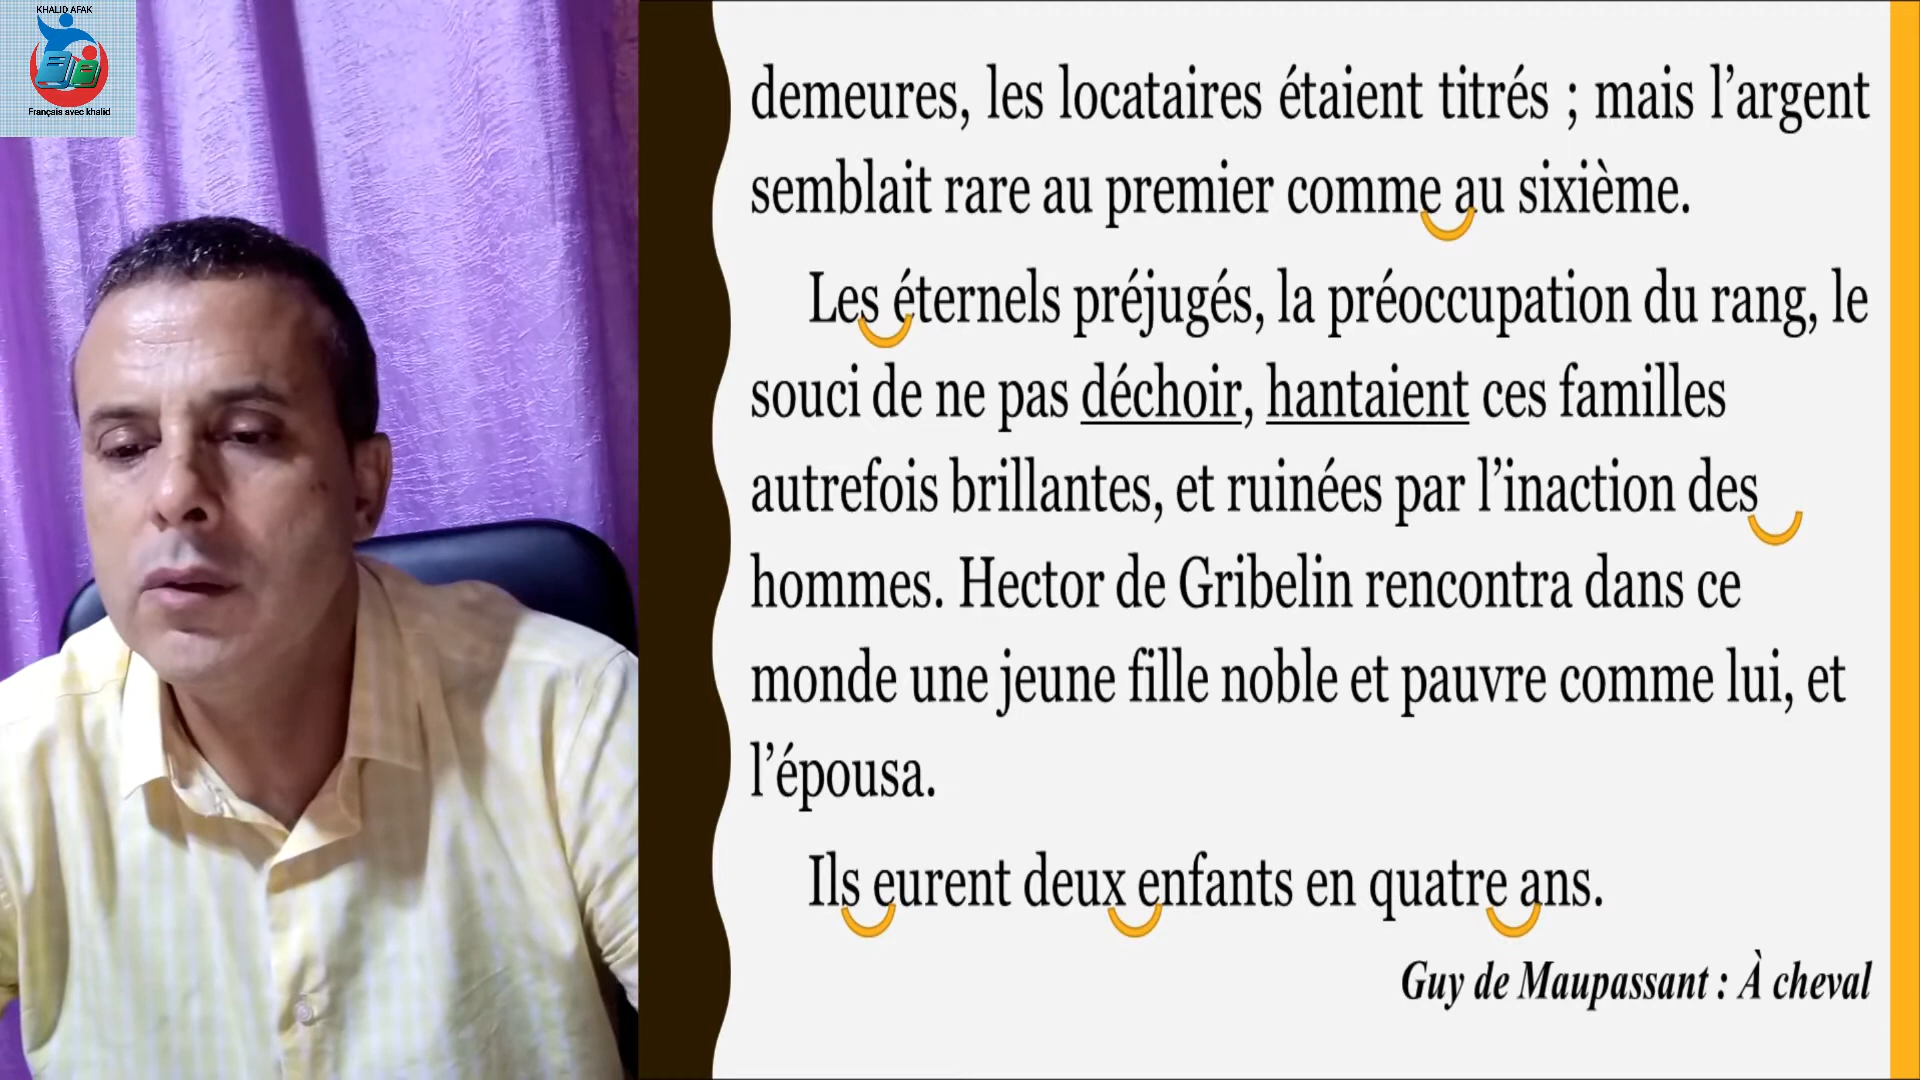 KHALID AFAK
Français avec khalid
demeures, les locataires étaient titrés ; mais l’argent
semblait rare au premier comme au sixième.
Les éternels préjugés, la préoccupation du rang, le
souci de ne pas déchoir, hantaient ces familles
autrefois brillantes, et ruinées par l’inaction des
hommes. Hector de Gribelin rencontra dans ce
monde une jeune fille noble et pauvre comme lui, et
l’épousa.
Ils eurent deux enfants en quatre ans.
Guy de Maupassant : À cheval